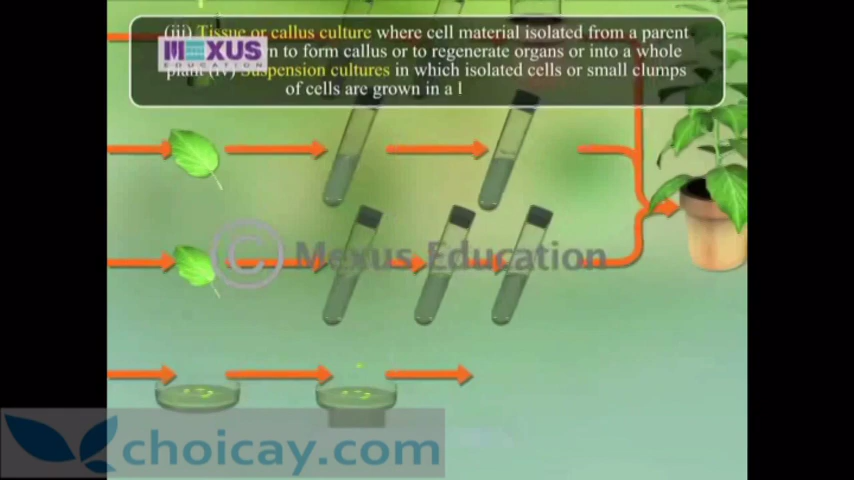 (iii) Tissue or callus culture where cell material isolated from a parent
MEXUS
EDUCATION
n to form callus or to regenerate organs or into a whole
plant (iv) Suspension cultures in which isolated cells or small clumps
of cells are grown in a l
© Mexus Education
choicay.com